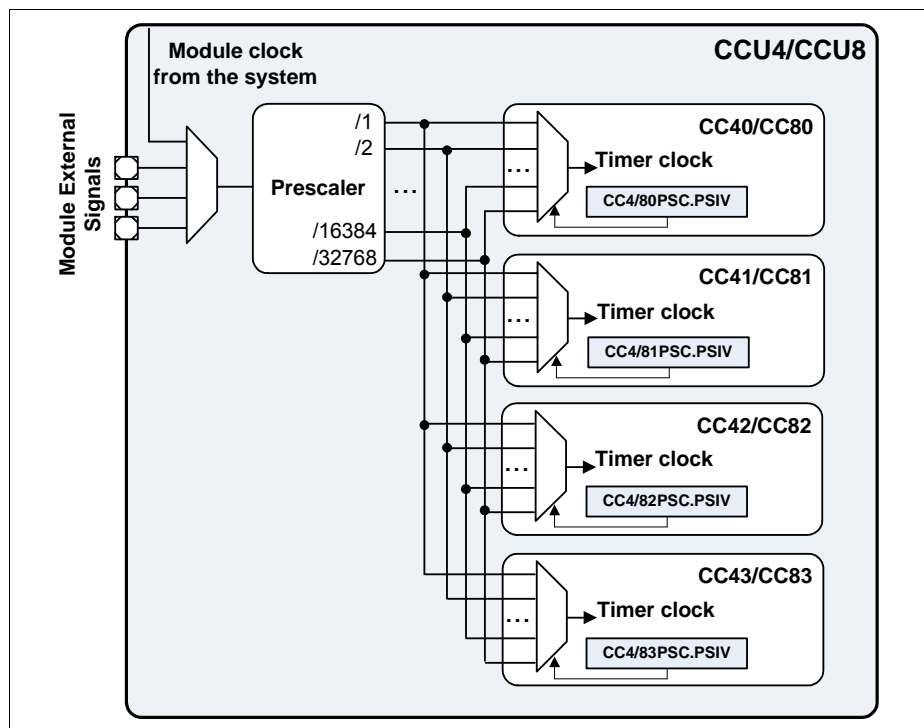 CCU4/CCU8
Module clock
from the system
Module External
Signals
Prescaler
/1
/2
...
/16384
/32768
CC40/CC80
...
Timer clock
CC4/80PSC.PSIV
CC41/CC81
...
Timer clock
CC4/81PSC.PSIV
CC42/CC82
...
Timer clock
CC4/82PSC.PSIV
CC43/CC83
...
Timer clock
CC4/83PSC.PSIV